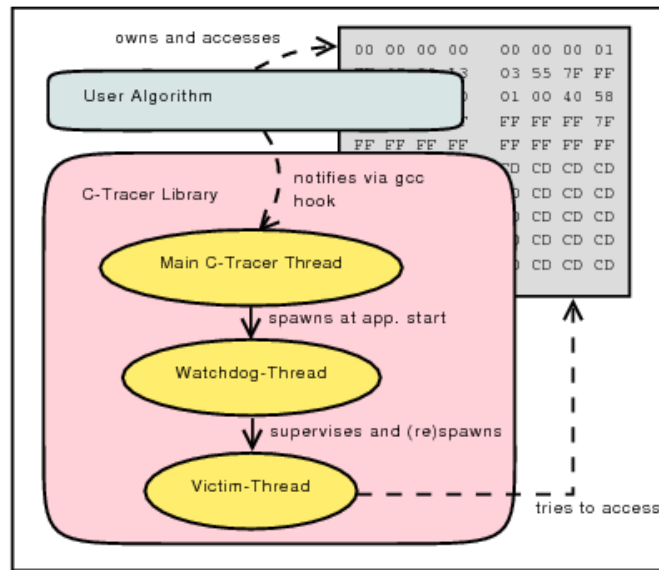 owns and accesses
00 00 00 00 00 00 00 01
03 55 7F FF
User Algorithm
01 00 40 58
FF FF FF 7F
FF FF FF FF FF FF FF FF
CD CD CD
C-Tracer Library
notifies via gcc
hook
CD CD CD
CD CD CD
CD CD CD
Main C-Tracer Thread
CD CD CD
spawns at app. start
Watchdog-Thread
supervises and (re)spawns
Victim-Thread
tries to access